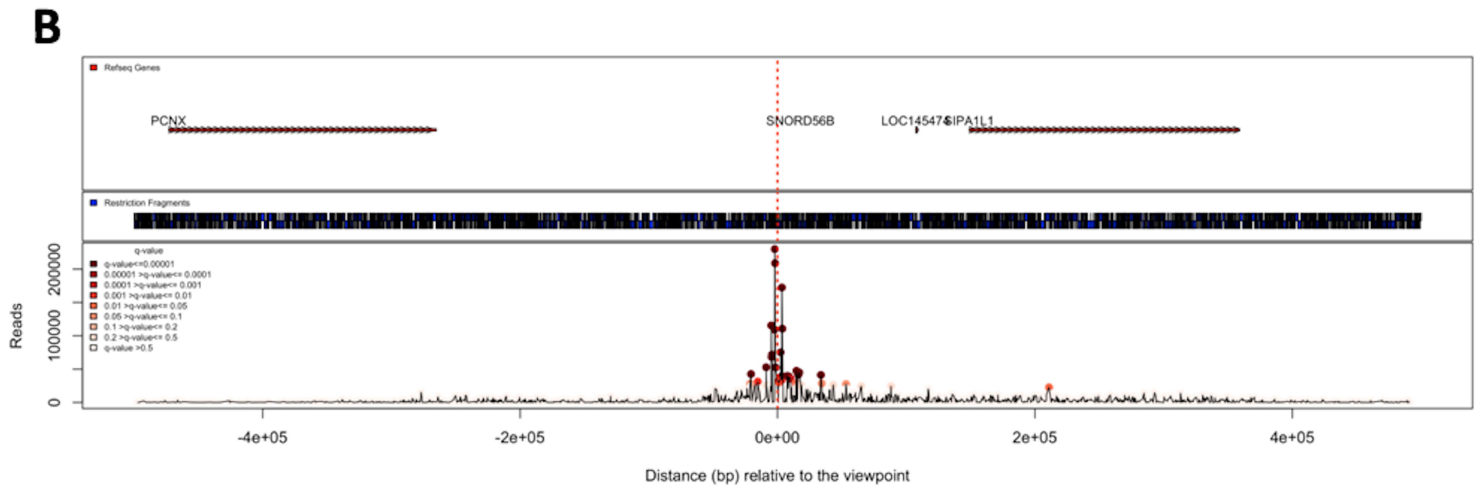 B
Refseq Genes
PCNX
SNORD56B
LOC145474
SIPA1L1
Restriction Fragments
q-value
q-value<=0.00001
0.00001 >q-value<= 0.0001
0.0001 >q-value<= 0.001
0.001 >q-value<= 0.01
0.01 >q-value<= 0.05
0.05 >q-value<= 0.1
0.1 >q-value<= 0.2
0.2 >q-value<= 0.5
q-value >0.5
Reads
200000
100000
0
-4e+05
-2e+05
0e+00
2e+05
4e+05
Distance (bp) relative to the viewpoint